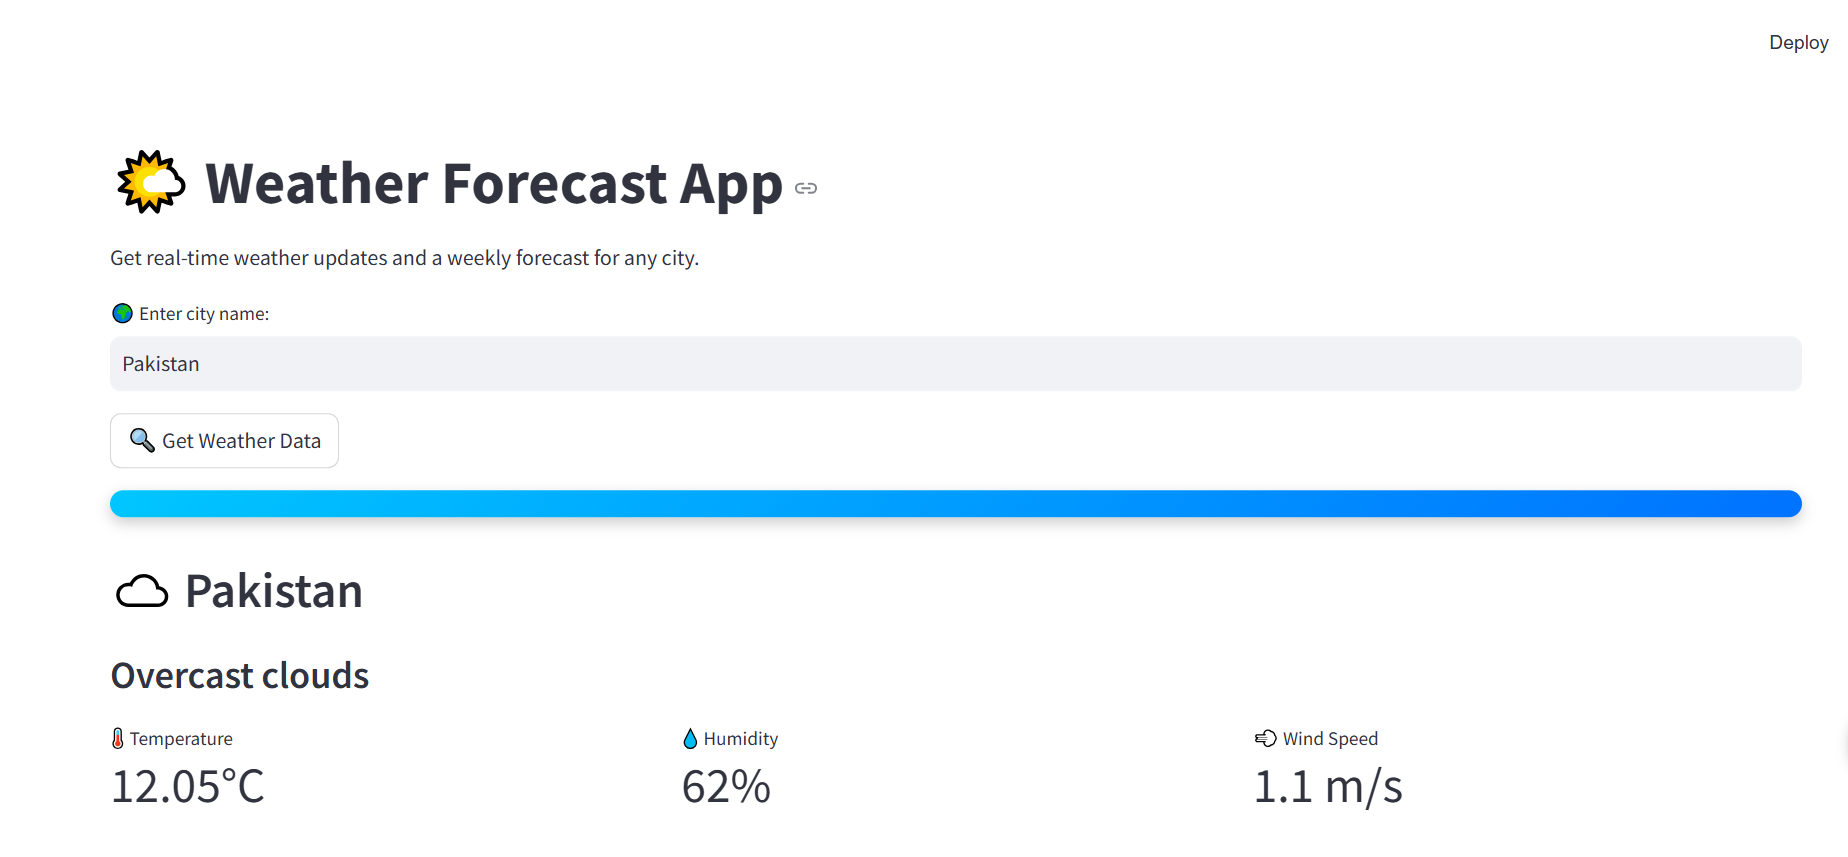 Deploy
Weather Forecast App
Get real-time weather updates and a weekly forecast for any city.
Enter city name:
Pakistan
Get Weather Data
Pakistan
Overcast clouds
Temperature Humidity Wind Speed
12.05°C 62% 1.1 m/s